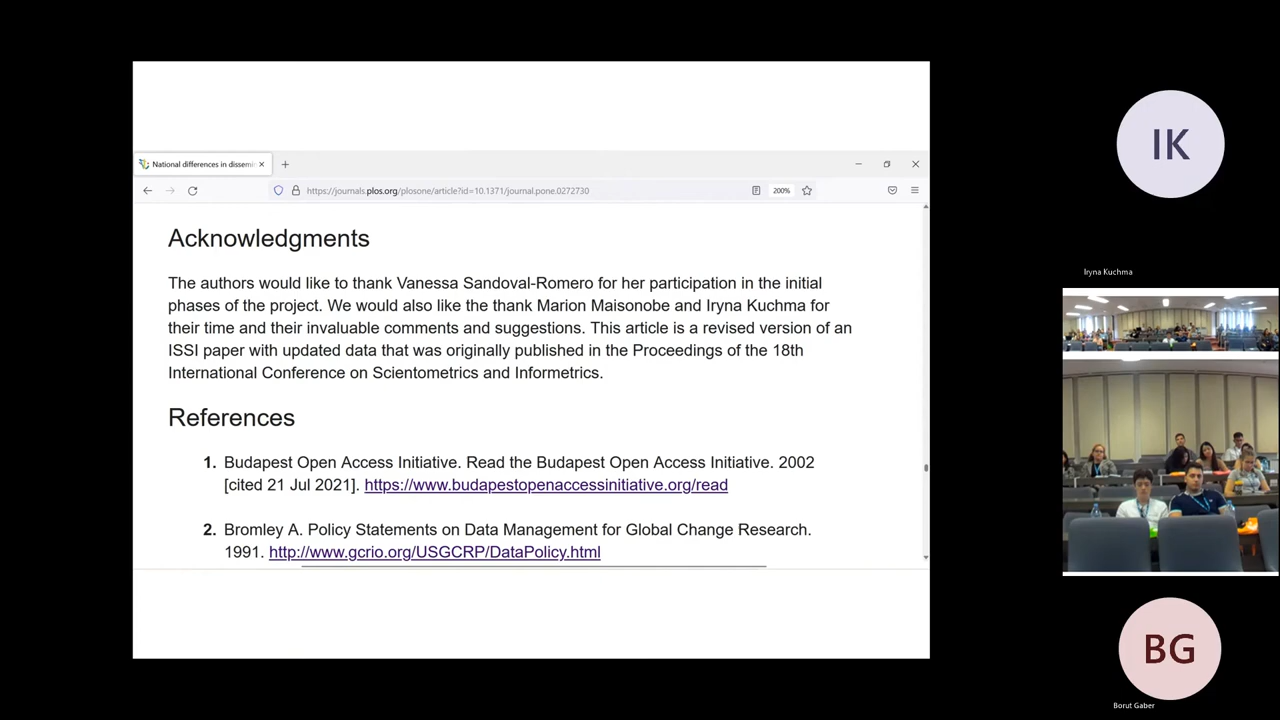 National differences in dissemi
https://journals.plos.org/plosone/article?id=10.1371/journal.pone.0272730
200%
Acknowledgments
The authors would like to thank Vanessa Sandoval-Romero for her participation in the initial
phases of the project. We would also like the thank Marion Maisonobe and Iryna Kuchma for
their time and their invaluable comments and suggestions. This article is a revised version of an
ISSI paper with updated data that was originally published in the Proceedings of the 18th
International Conference on Scientometrics and Informetrics.
References
1. Budapest Open Access Initiative. Read the Budapest Open Access Initiative. 2002
[cited 21 Jul 2021]. https://www.budapestopenaccessinitiative.org/read
2. Bromley A. Policy Statements on Data Management for Global Change Research.
1991. http://www.gcrio.org/USGCRP/DataPolicy.html
IK
Iryna Kuchma
BG
Borut Gaber